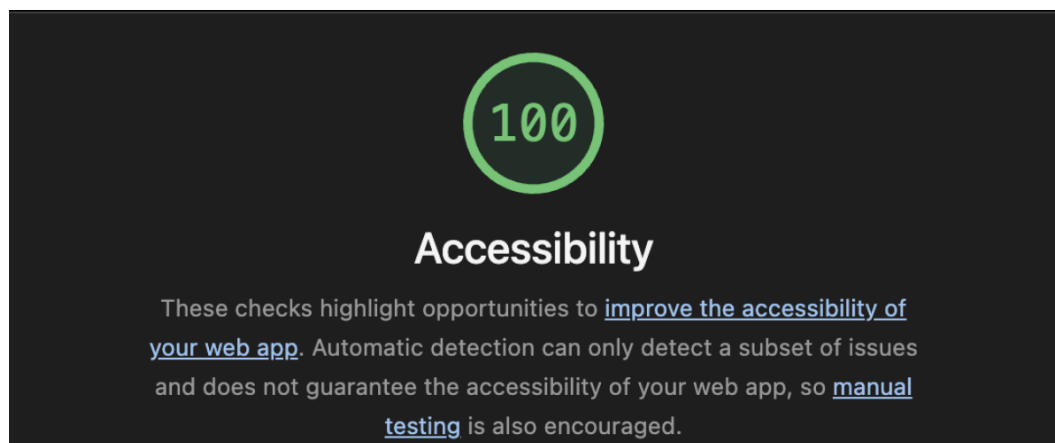 100
Accessibility
These checks highlight opportunities to improve the accessibility of
your web app. Automatic detection can only detect a subset of issues
and does not guarantee the accessibility of your web app, so manual
testing is also encouraged.